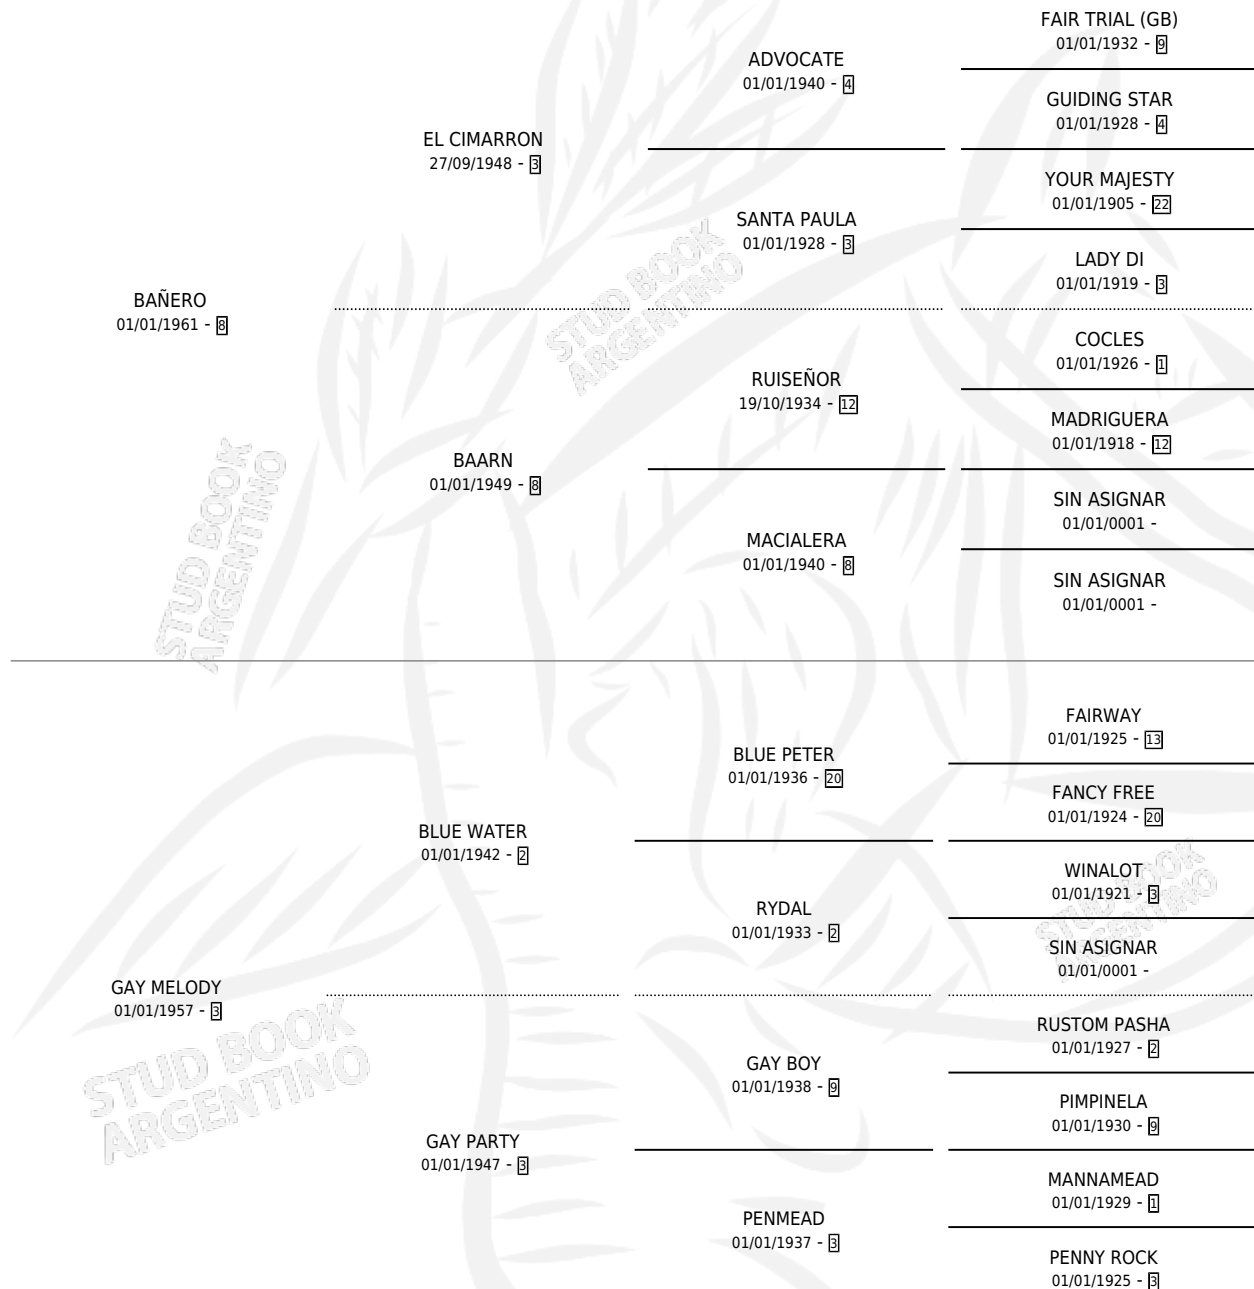 FAIR TRIAL (GB)
01/01/1932 - 9
ADVOCATE
01/01/1940 - 4
GUIDING STAR
01/01/1928 - 4
EL CIMARRON
27/09/1948 - 3
YOUR MAJESTY
01/01/1905 - 22
SANTA PAULA
01/01/1928 - 3
LADY DI
01/01/1919 - 3
BAÑERO
01/01/1961 - 8
COCLES
01/01/1926 - 1
RUISEÑOR
19/10/1934 - 12
MADRIGUERA
01/01/1918 - 12
BAARN
01/01/1949 - 8
SIN ASIGNAR
01/01/0001 -
MACIALERA
01/01/1940 - 8
SIN ASIGNAR
01/01/0001 -
FAIRWAY
01/01/1925 - 13
BLUE PETER
01/01/1936 - 20
FANCY FREE
01/01/1924 - 20
BLUE WATER
01/01/1942 - 2
WINALOT
01/01/1921 - 3
RYDAL
01/01/1933 - 2
SIN ASIGNAR
01/01/0001 -
GAY MELODY
01/01/1957 - 3
RUSTOM PASHA
01/01/1927 - 2
GAY BOY
01/01/1938 - 9
PIMPINELA
01/01/1930 - 9
GAY PARTY
01/01/1947 - 3
MANNAMEAD
01/01/1929 - 1
PENMEAD
01/01/1937 - 3
PENNY ROCK
01/01/1925 - 3
STUD BOOK
ARGENTINO
STUD BOOK
ARGENTINO
STUD BOOK
ARGENTINO
STUD BOOK
ARGENTINO